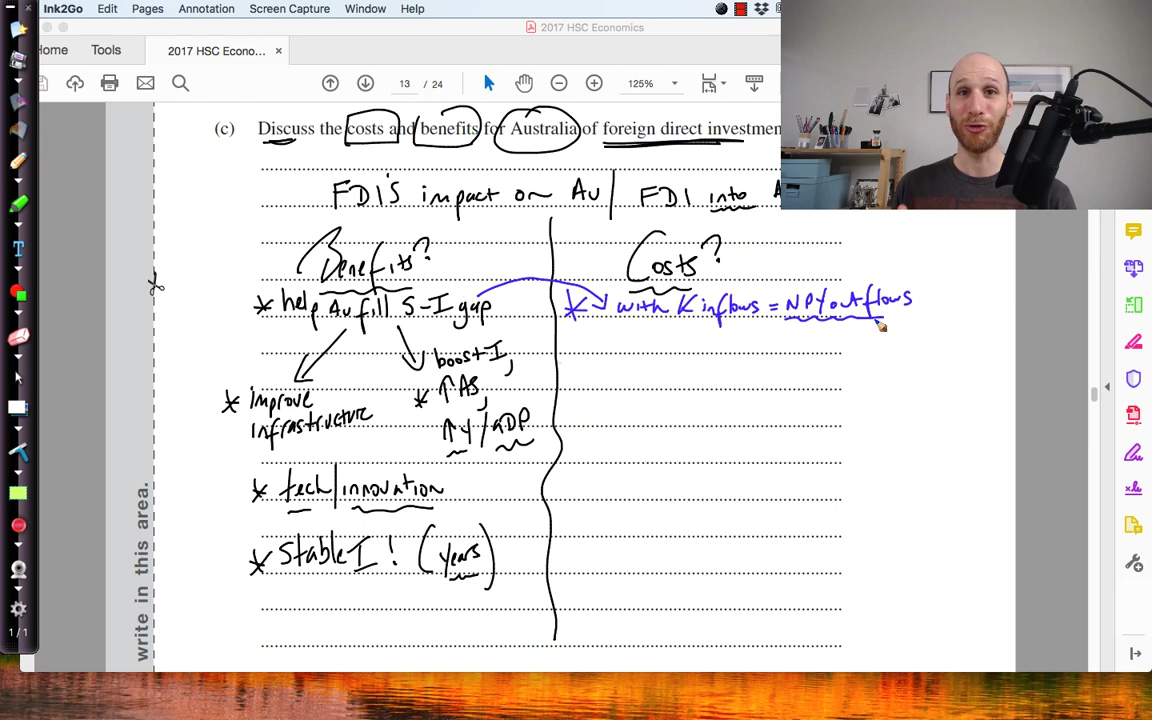 Ink2Go Edit Pages Annotation Screen Capture Window Help
2017 HSC Economics
Home Tools 2017 HSC Econo... ×
13 / 24 125%
(c) Discuss the costs and benefits for Australia of foreign direct investment
FDI's impact on Au / FDI into A
Benefits? Costs?
* help Au fill S-I gap * with K inflows = NPY outflows
boost I,
* improve infrastructure * ↑AS,
↑Y/GDP
* tech/innovation
* Stable I! (years)
write in this area.
1/1